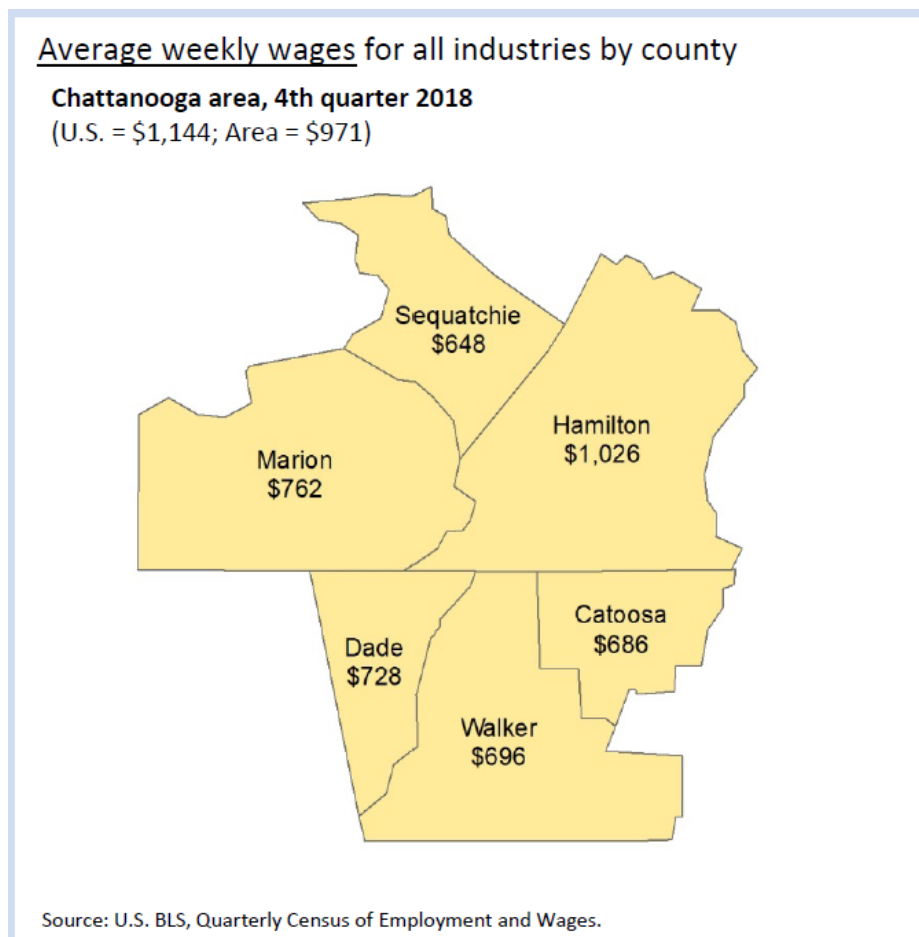 Average weekly wages for all industries by county
Chattanooga area, 4th quarter 2018
(U.S. = $1,144; Area = $971)
Sequatchie
$648
Hamilton
$1,026
Marion
$762
Catoosa
$686
Dade
$728
Walker
$696
Source: U.S. BLS, Quarterly Census of Employment and Wages.